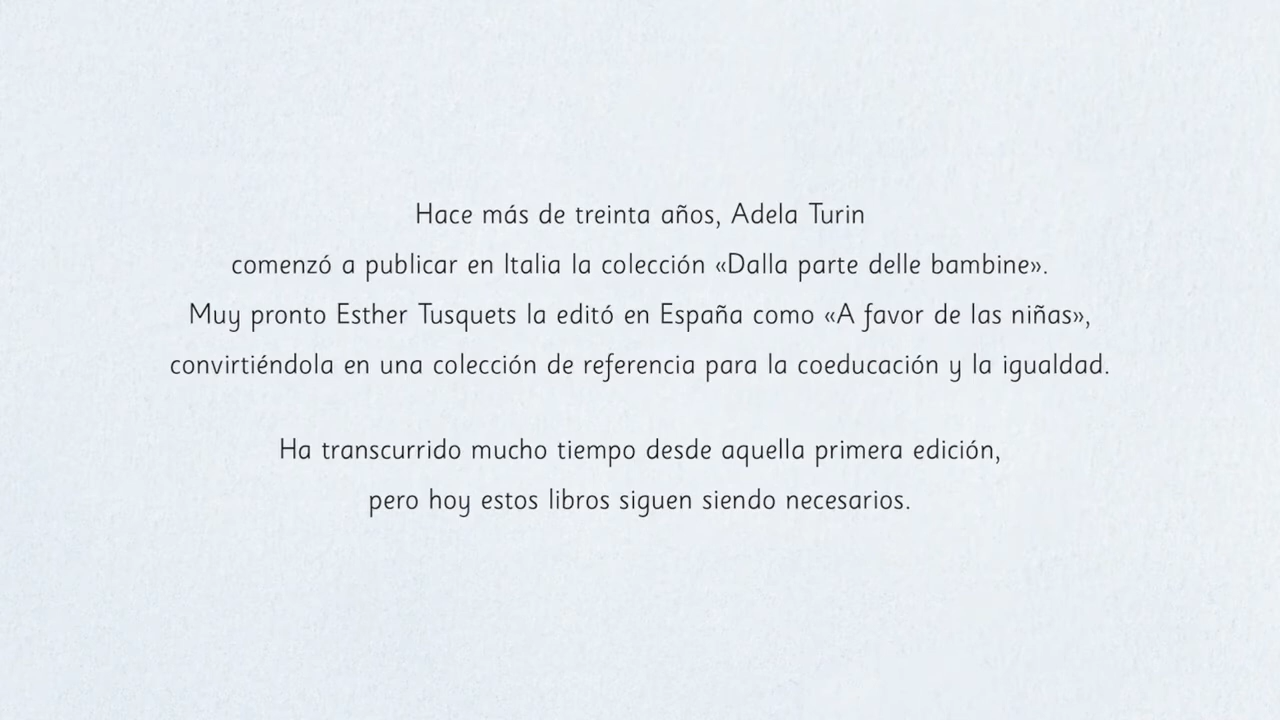 Hace más de treinta años, Adela Turin
comenzó a publicar en Italia la colección «Dalla parte delle bambine».
Muy pronto Esther Tusquets la editó en España como «A favor de las niñas»,
convirtiéndola en una colección de referencia para la coeducación y la igualdad.
Ha transcurrido mucho tiempo desde aquella primera edición,
pero hoy estos libros siguen siendo necesarios.